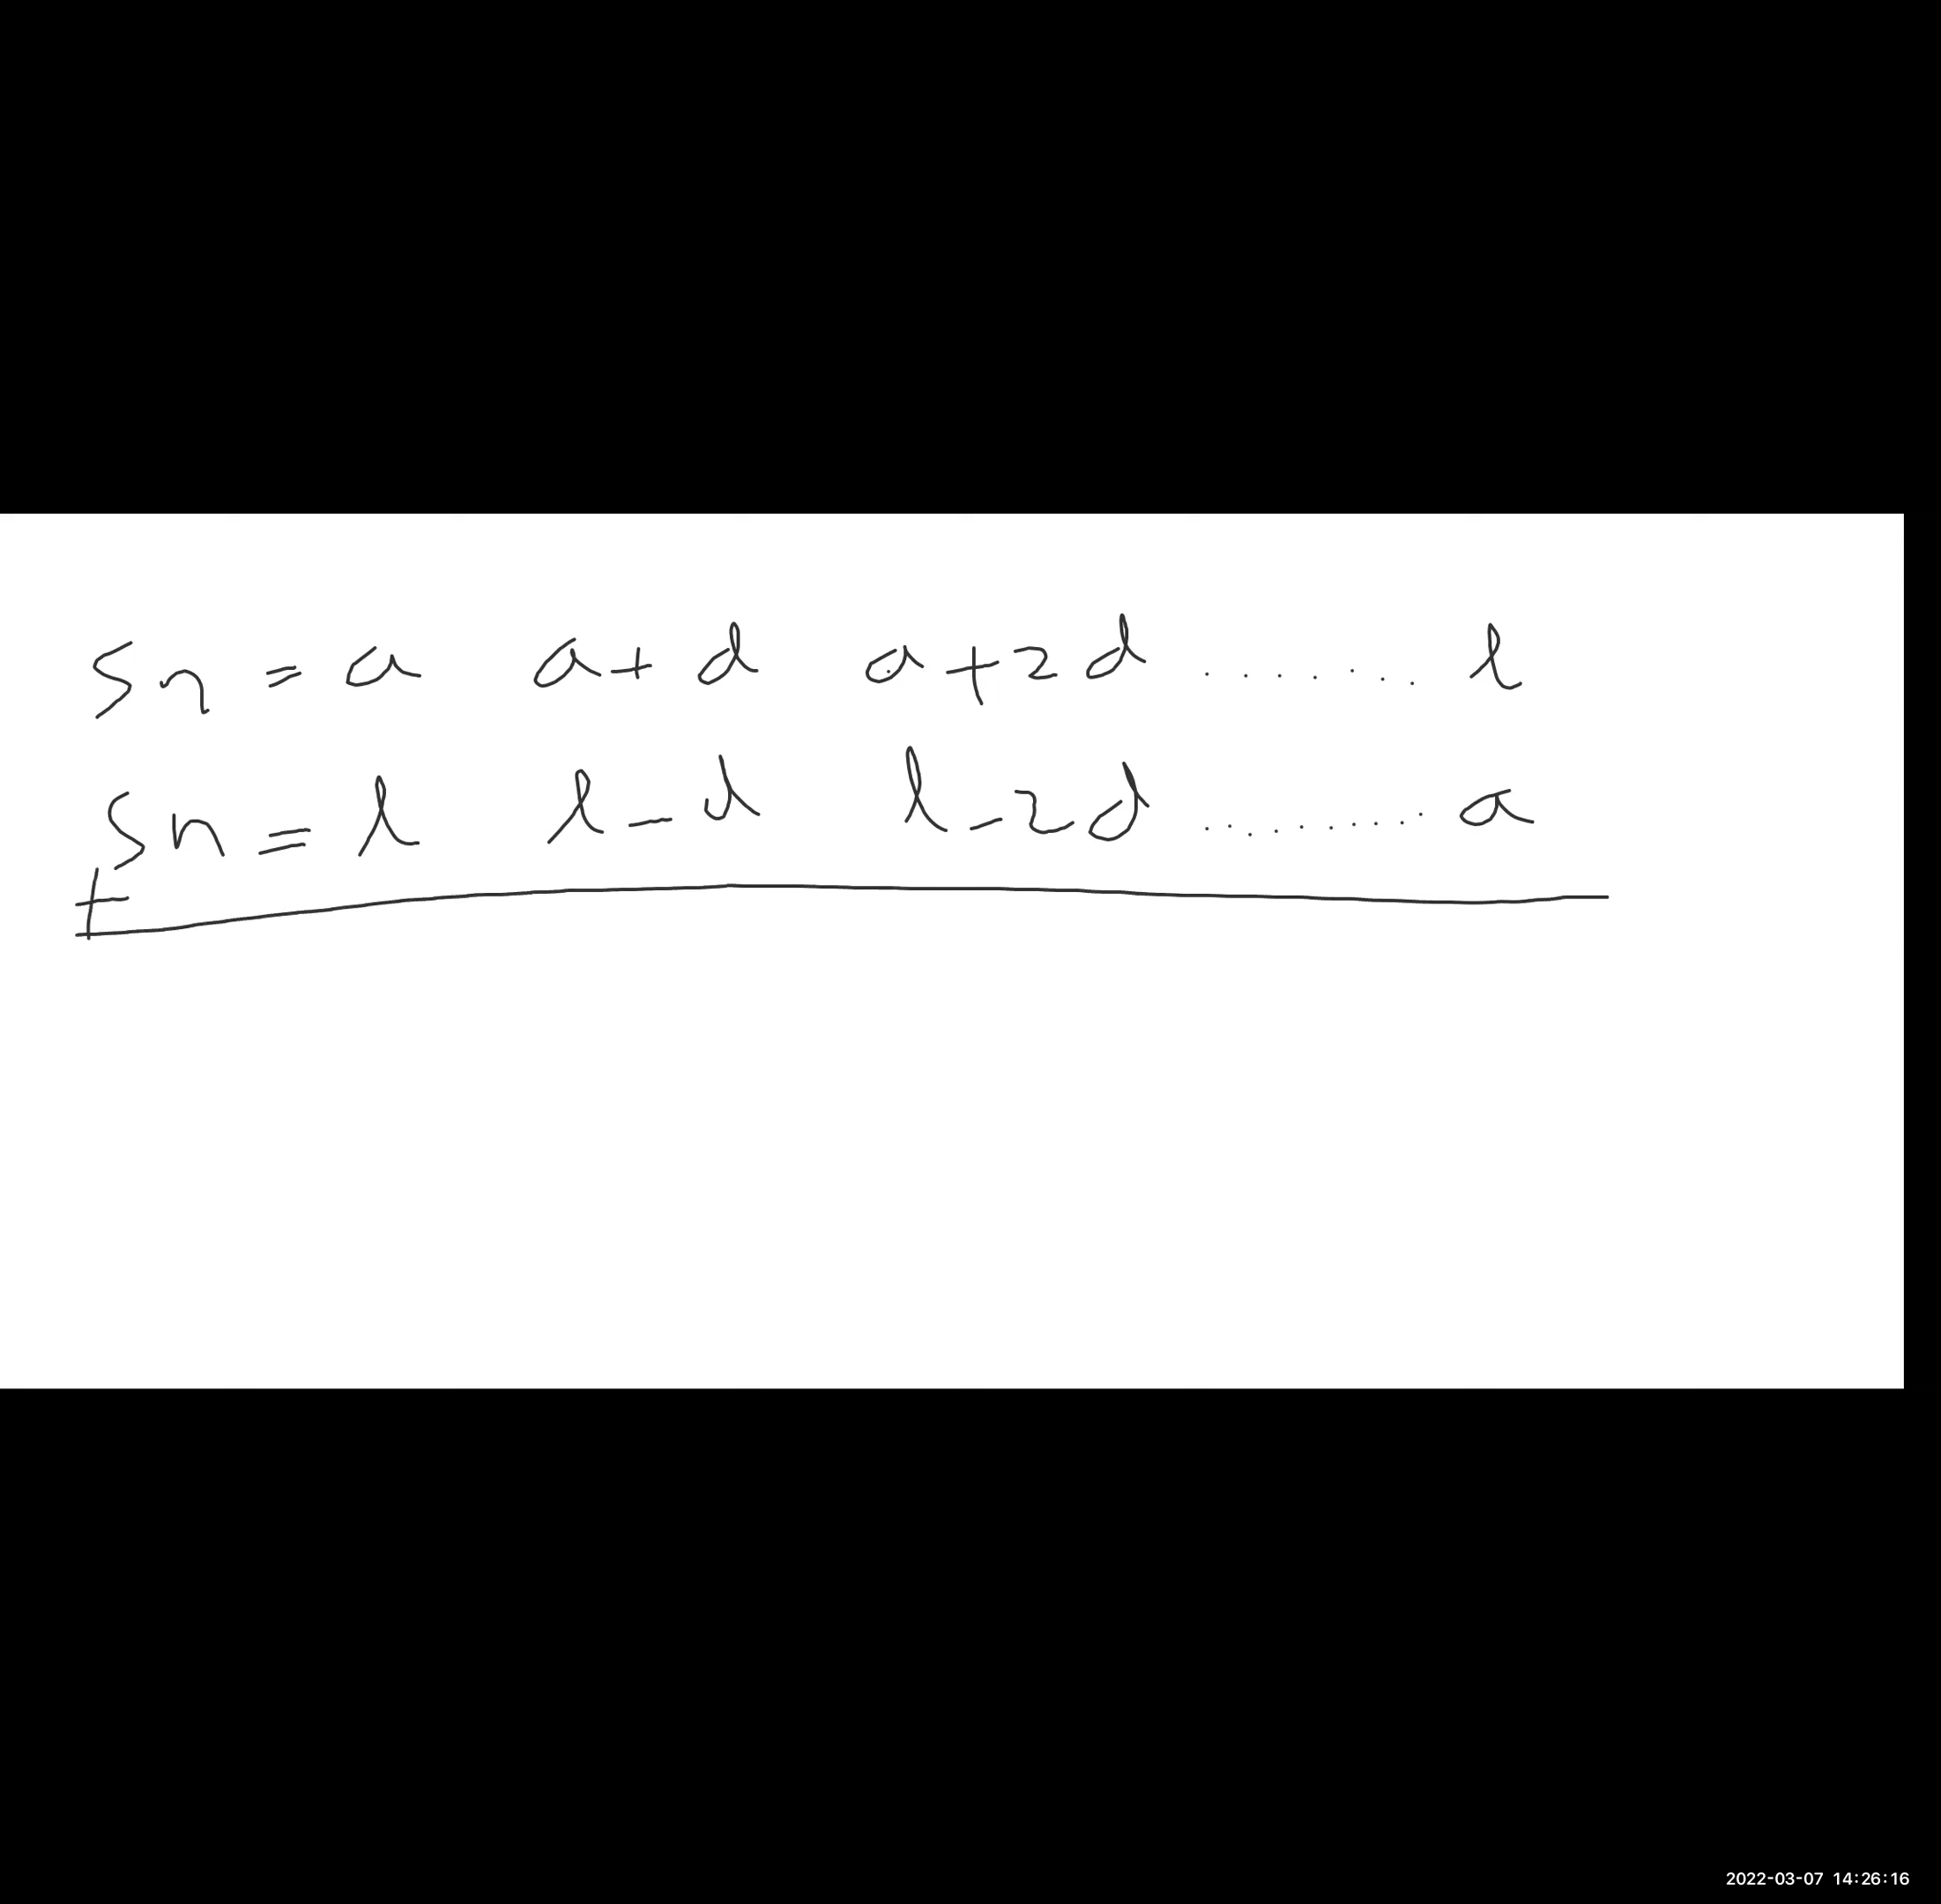 Sn = a a+d a+2d ........ l
Sn = l l-d l-2d .......... a
+
2022-03-07 14:26:16